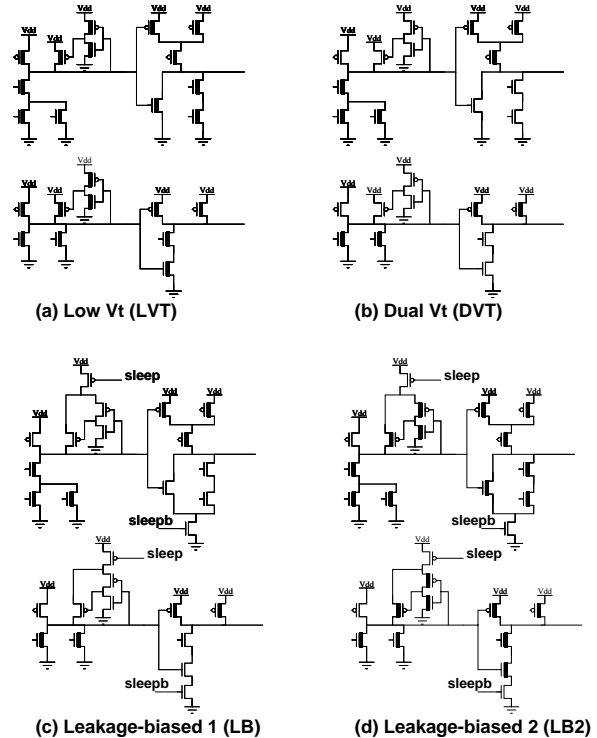 Vdd
Vdd Vdd
Vdd Vdd
Vdd
Vdd Vdd
Vdd Vdd
Vdd
Vdd Vdd Vdd Vdd
Vdd
Vdd Vdd Vdd Vdd
(a) Low Vt (LVT)
(b) Dual Vt (DVT)
Vdd
sleep
Vdd
Vdd Vdd
sleepb
Vdd
sleep
Vdd
Vdd Vdd
sleepb
(c) Leakage-biased 1 (LB)
Vdd
sleep
Vdd
Vdd Vdd
sleepb
Vdd
sleep
Vdd
Vdd Vdd
sleepb
(d) Leakage-biased 2 (LB2)